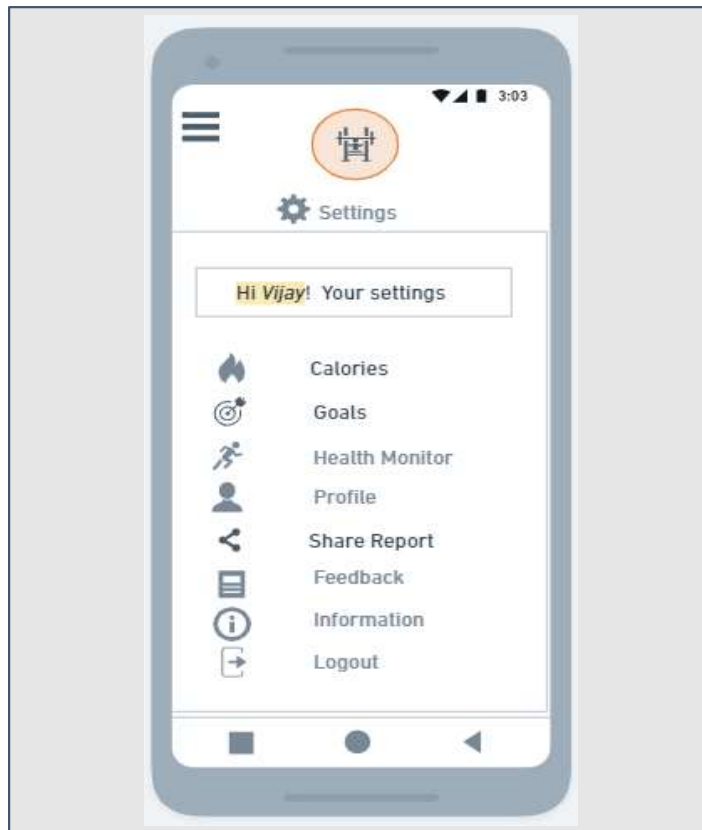 3:03
Settings
Hi Vijay! Your settings
Calories
Goals
Health Monitor
Profile
Share Report
Feedback
Information
Logout